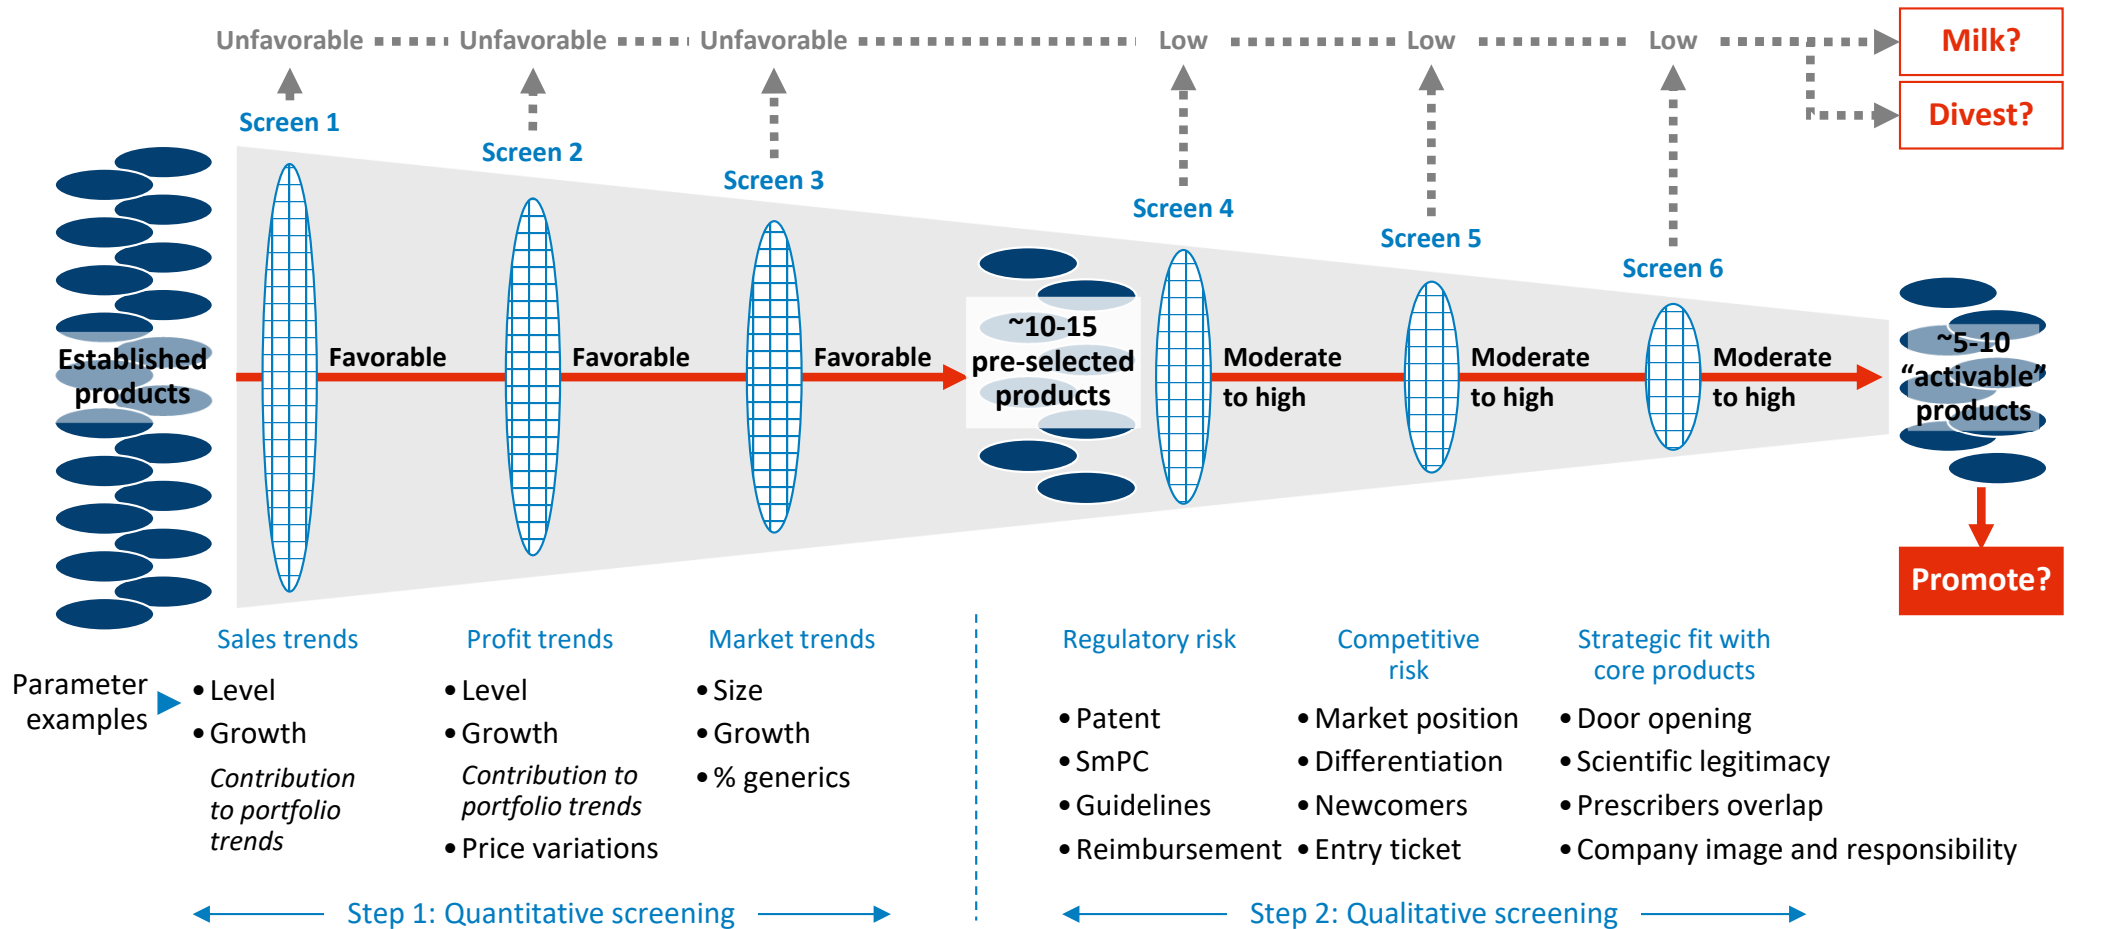 Unfavorable
Unfavorable
Unfavorable
Low
Low
Low
Milk?
Divest?
Screen 1
Screen 2
Screen 3
Screen 4
Screen 5
Screen 6
Established
products
Favorable
Favorable
Favorable
~10-15
pre-selected
products
Moderate
to high
Moderate
to high
Moderate
to high
~5-10
“activable”
products
Promote?
Parameter
examples
Sales trends
• Level
• Growth
Contribution
to portfolio
trends
Profit trends
• Level
• Growth
Contribution to
portfolio trends
• Price variations
Market trends
• Size
• Growth
• % generics
Regulatory risk
• Patent
• SmPC
• Guidelines
• Reimbursement
Competitive
risk
• Market position
• Differentiation
• Newcomers
• Entry ticket
Strategic fit with
core products
• Door opening
• Scientific legitimacy
• Prescribers overlap
• Company image and responsibility
Step 1: Quantitative screening
Step 2: Qualitative screening